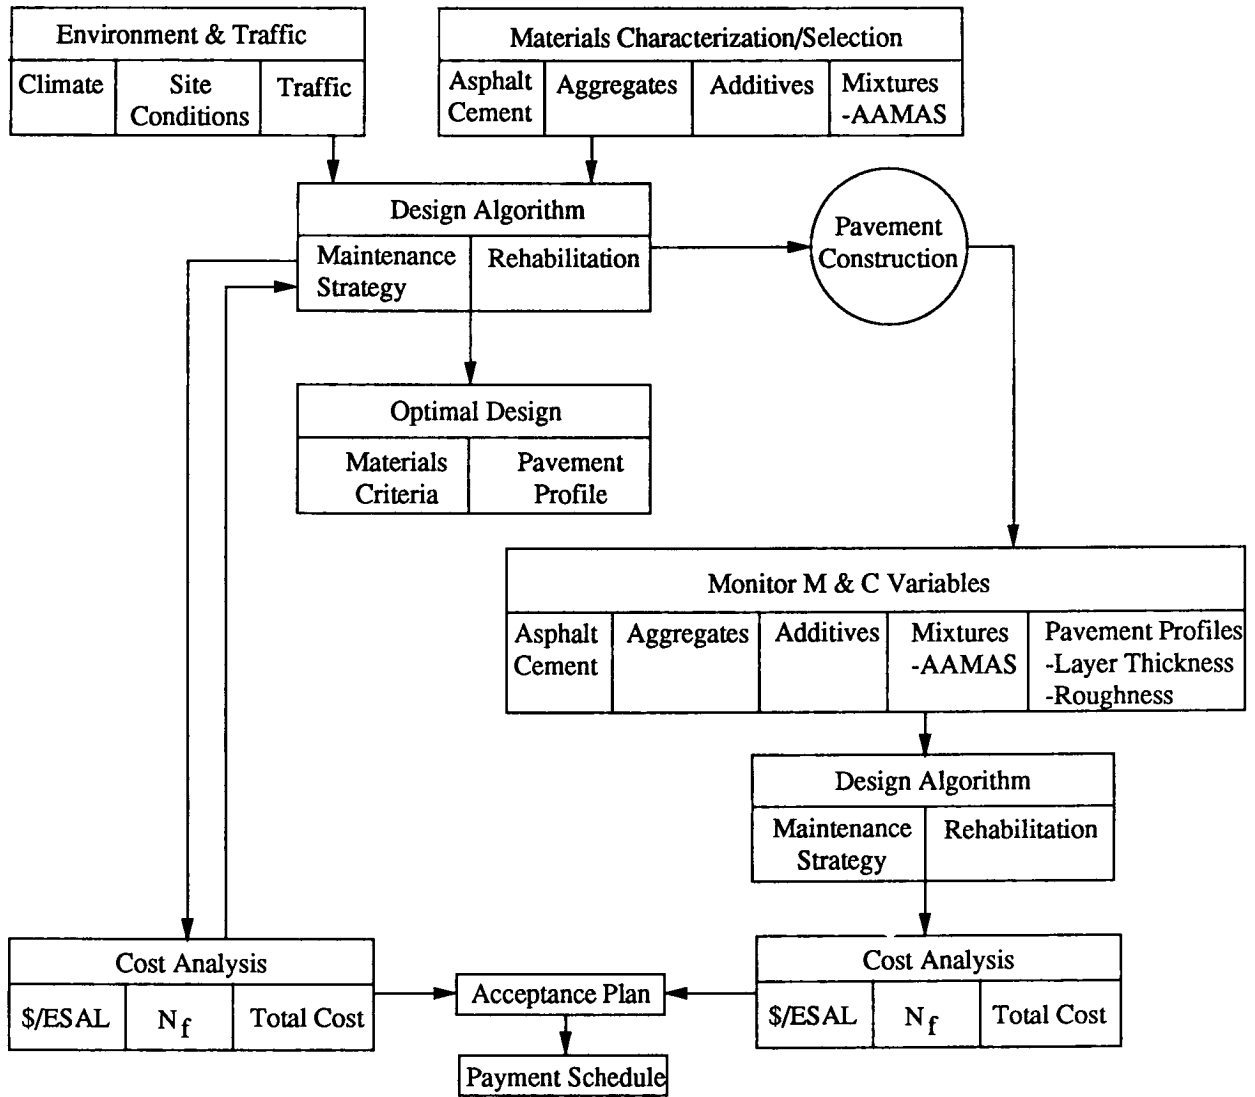 Environment & Traffic
Climate
Site
Conditions
Traffic
Materials Characterization/Selection
Asphalt
Cement
Aggregates
Additives
Mixtures
-AAMAS
Design Algorithm
Maintenance
Strategy
Rehabilitation
Pavement
Construction
Optimal Design
Materials
Criteria
Pavement
Profile
Monitor M & C Variables
Asphalt
Cement
Aggregates
Additives
Mixtures
-AAMAS
Pavement Profiles
-Layer Thickness
-Roughness
Design Algorithm
Maintenance
Strategy
Rehabilitation
Cost Analysis
$/ESAL
Nf
Total Cost
Acceptance Plan
Cost Analysis
$/ESAL
Nf
Total Cost
Payment Schedule